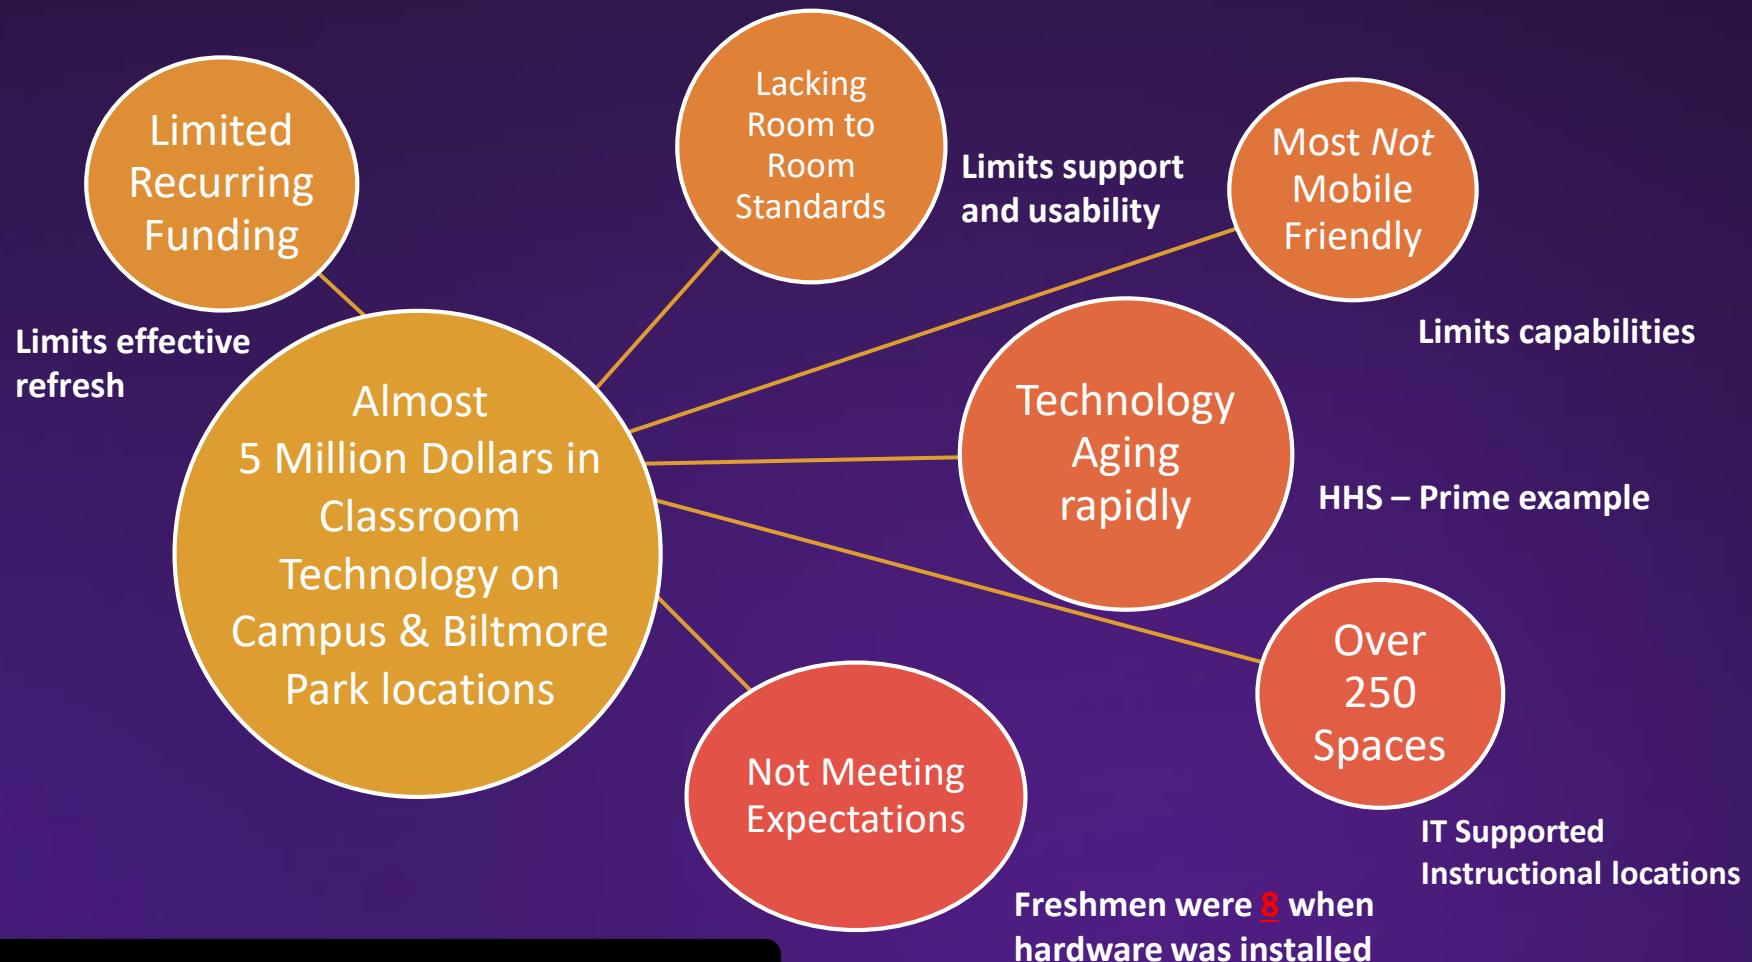 Limited
Recurring
Funding
Limits effective
refresh
Lacking
Room to
Room
Standards
Limits support
and usability
Most Not
Mobile
Friendly
Limits capabilities
Almost
5 Million Dollars in
Classroom
Technology on
Campus & Biltmore
Park locations
Technology
Aging
rapidly
HHS – Prime example
Over
250
Spaces
IT Supported
Instructional locations
Not Meeting
Expectations
Freshmen were 8 when
hardware was installed